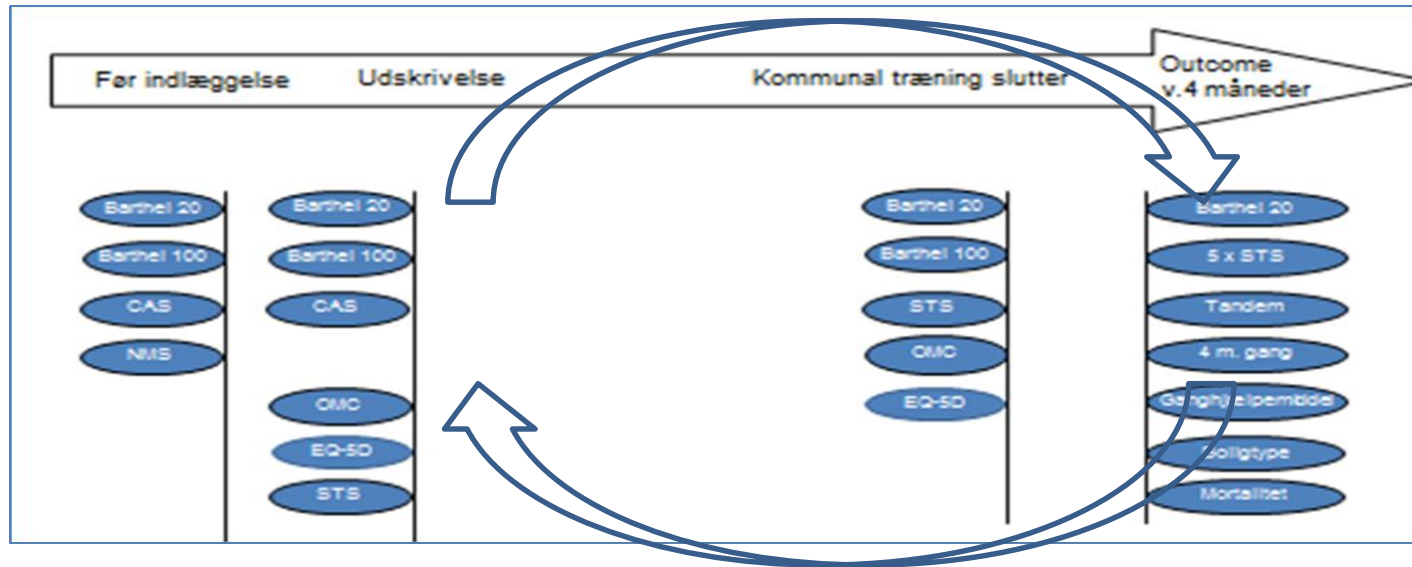 Før indlæggelse
Udskrivelse
Kommunal træning slutter
Outcome
v.4 måneder
Barthel 20
Barthel 100
CAS
NMS
Barthel 20
Barthel 100
CAS
OMC
EQ-5D
STS
Barthel 20
Barthel 100
STS
OMC
EQ-5D
Barthel 20
5 x STS
Tandem
4 m. gang
Ganghjælpemiddel
Boligtype
Mortalitet